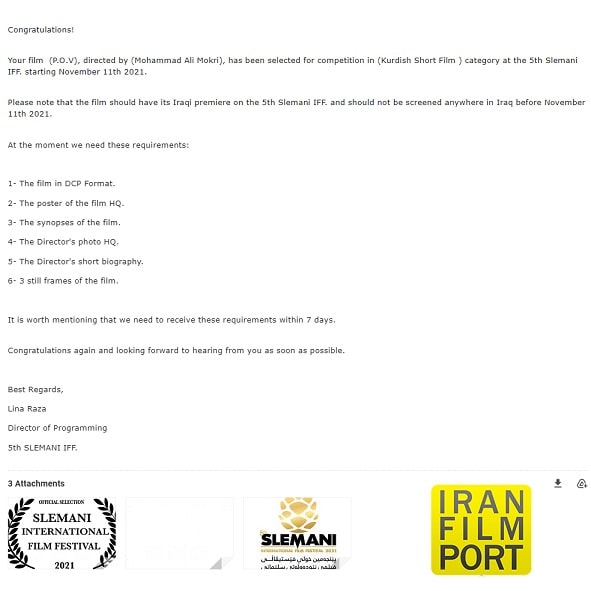 Congratulations!
Your film (P.O.V), directed by (Mohammad Ali Mokri), has been selected for competition in (Kurdish Short Film ) category at the 5th Slemani
IFF. starting November 11th 2021.
Please note that the film should have its Iraqi premiere on the 5th Slemani IFF. and should not be screened anywhere in Iraq before November
11th 2021.
At the moment we need these requirements:
1- The film in DCP Format.
2- The poster of the film HQ.
3- The synopses of the film.
4- The Director's photo HQ.
5- The Director's short biography.
6- 3 still frames of the film.
It is worth mentioning that we need to receive these requirements within 7 days.
Congratulations again and looking forward to hearing from you as soon as possible.
Best Regards,
Lina Raza
Director of Programming
5th SLEMANI IFF.
3 Attachments
OFFICIAL SELECTION
SLEMANI
INTERNATIONAL
FILM FESTIVAL
2021
SLEMANI
INTERNATIONAL FILM FESTIVAL 2021
IRAN
FILM
PORT